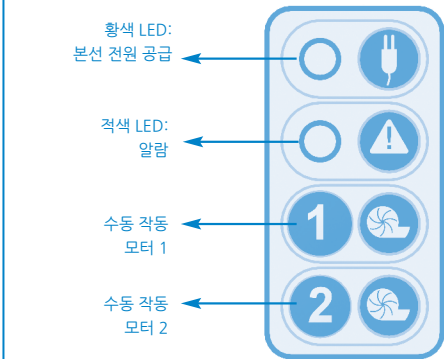 황색 LED:
본선 전원 공급
적색 LED:
알람
수동 작동
모터 1
1
수동 작동
모터 2
2